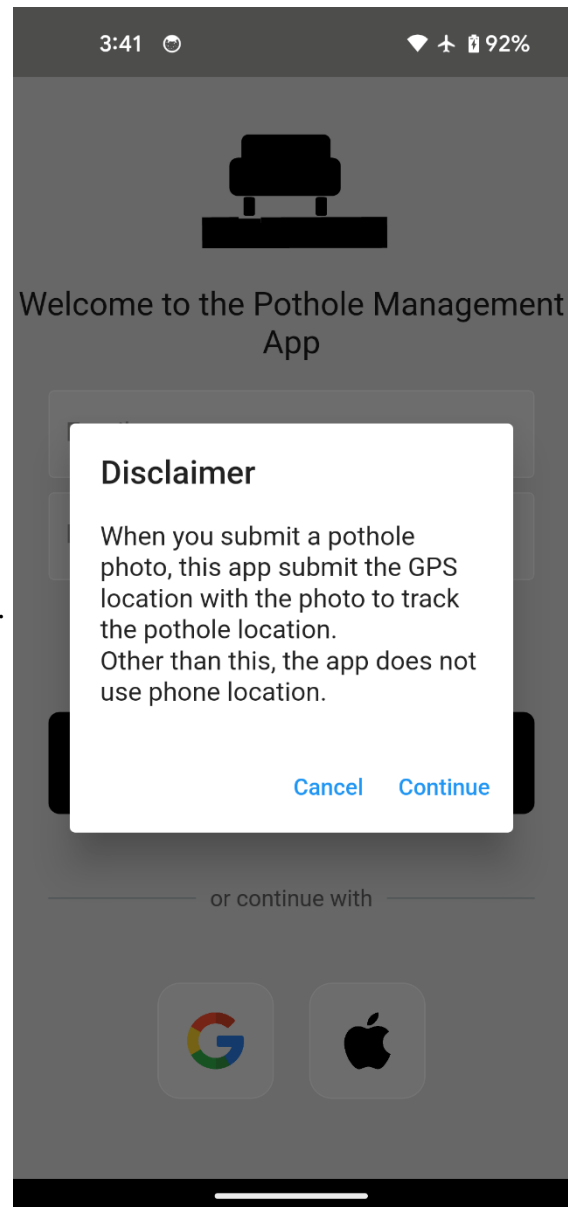 3:41 92%
Welcome to the Pothole Management
App
Disclaimer
When you submit a pothole
photo, this app submit the GPS
location with the photo to track
the pothole location.
Other than this, the app does not
use phone location.
Cancel Continue
or continue with